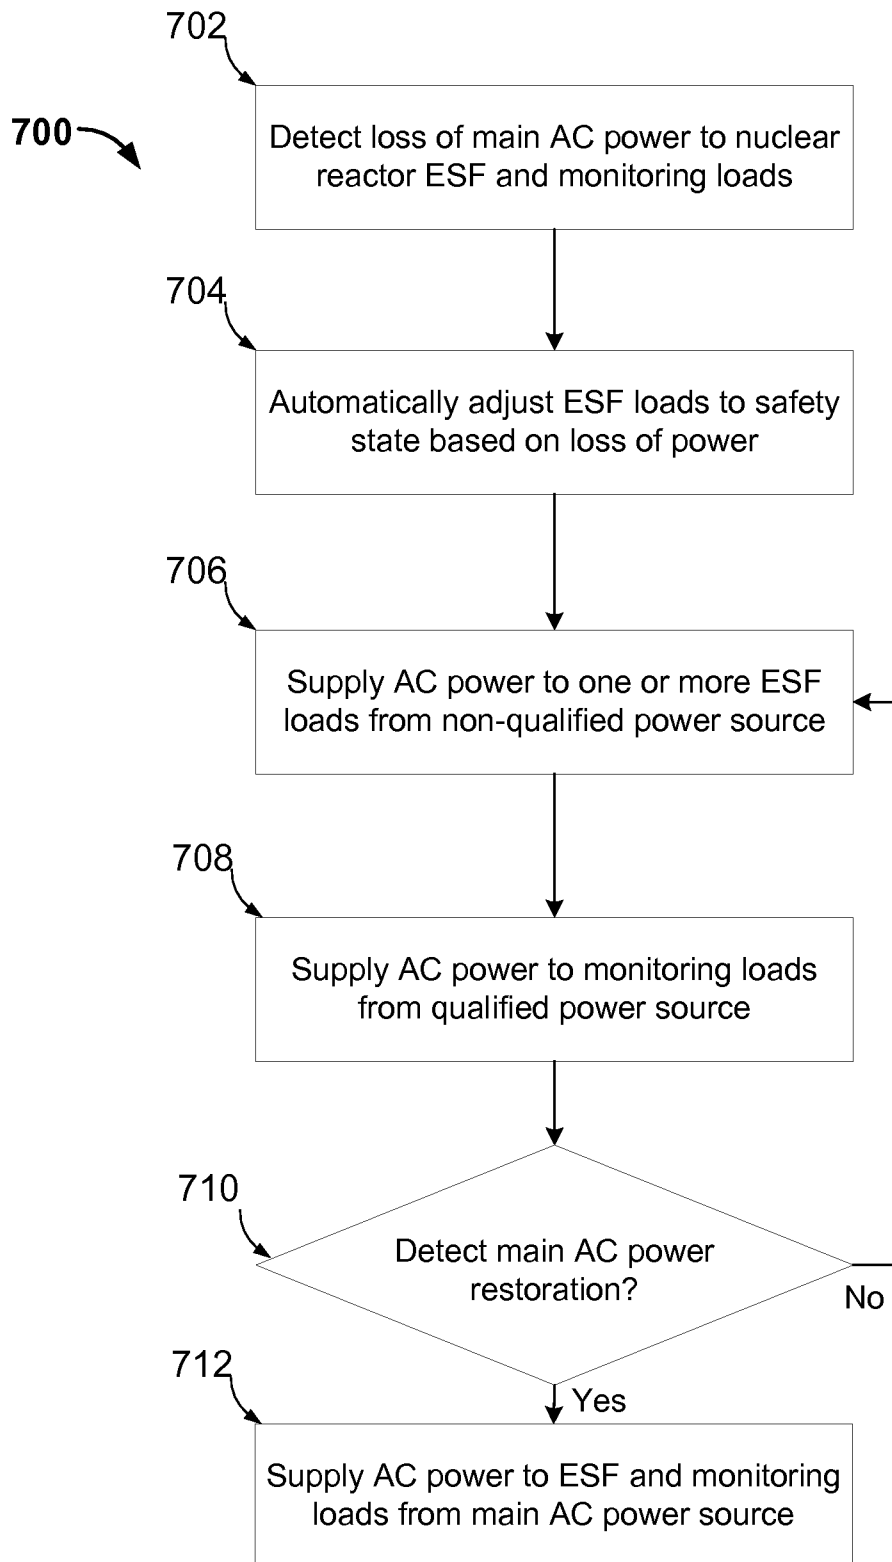 702
700
Detect loss of main AC power to nuclear
reactor ESF and monitoring loads
704
Automatically adjust ESF loads to safety
state based on loss of power
706
Supply AC power to one or more ESF
loads from non-qualified power source
708
Supply AC power to monitoring loads
from qualified power source
710
Detect main AC power
restoration?
No
712
Yes
Supply AC power to ESF and monitoring
loads from main AC power source